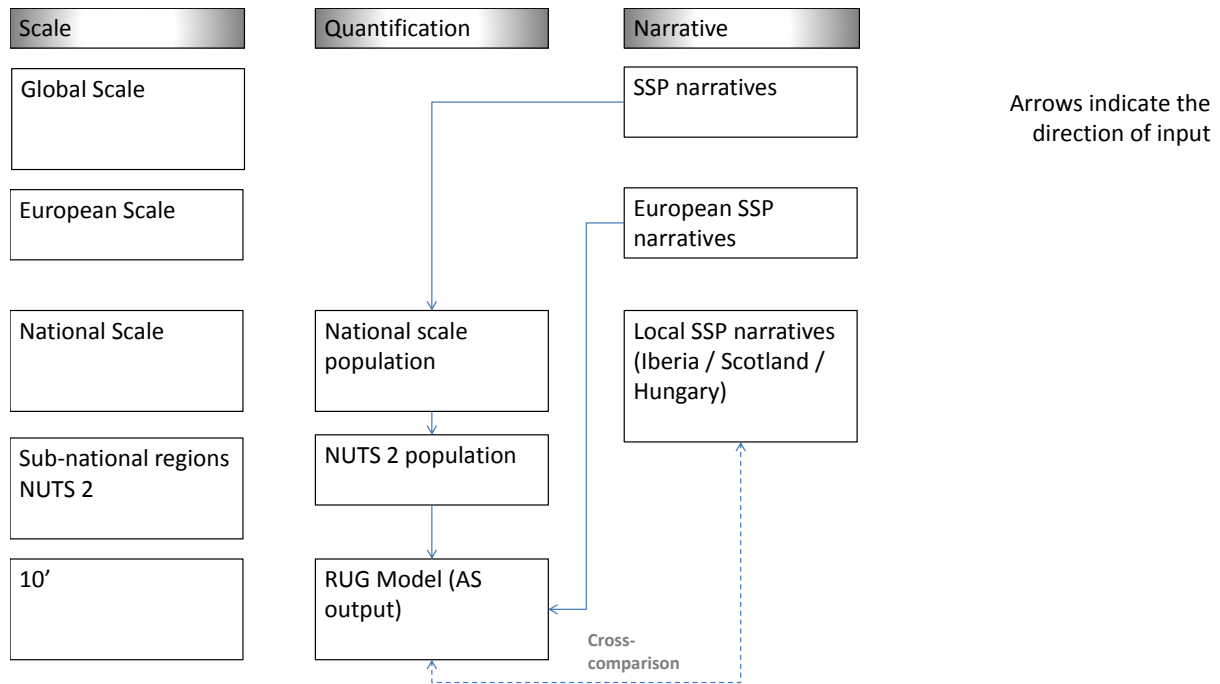 Scale
Quantification
Narrative
Global Scale
SSP narratives
Arrows indicate the
direction of input
European Scale
European SSP
narratives
National Scale
National scale
population
Local SSP narratives
(Iberia / Scotland /
Hungary)
Sub-national regions
NUTS 2
NUTS 2 population
10’
RUG Model (AS
output)
Cross-
comparison